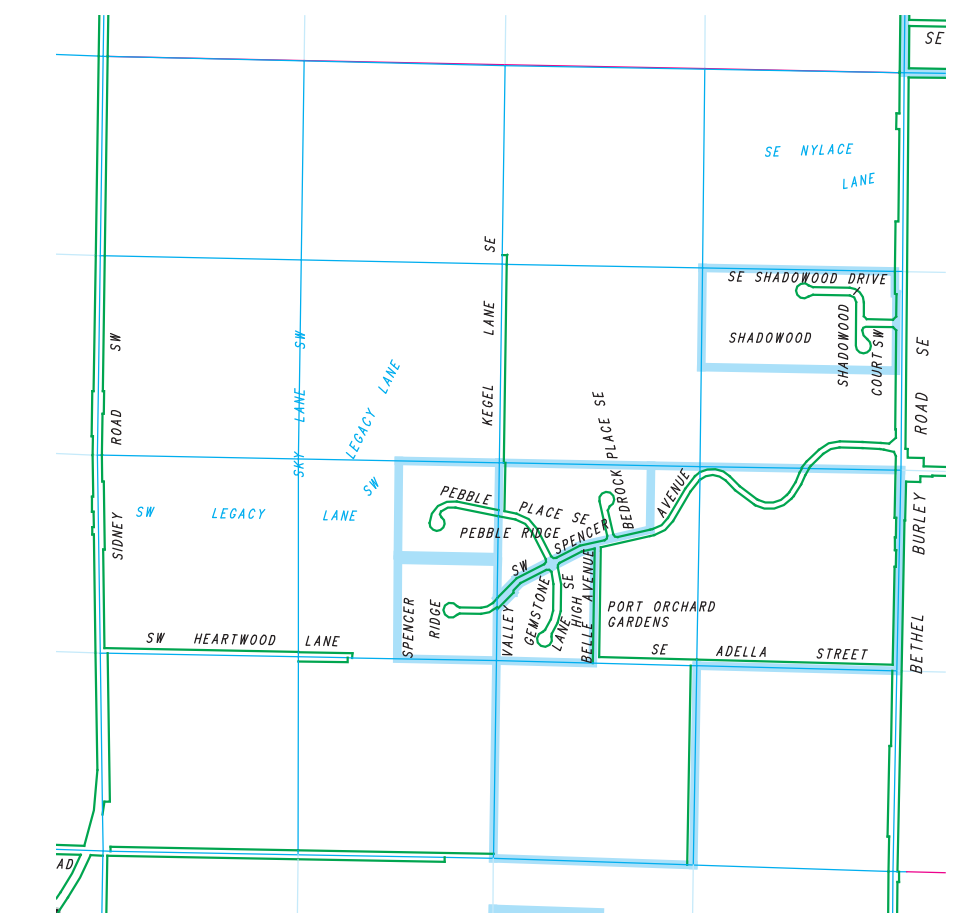 SE
SE NYLACE
LANE
SE SHADOWOOD DRIVE
SHADOWOOD
SHADOWOOD
COURT SW
KEGEL LANE SE
SIDNEY ROAD SW
SKY LANE SW
LEGACY LANE
SW
SW LEGACY LANE
BETHEL BURLEY ROAD SE
BEDROCK PLACE SE
PEBBLE PLACE SE
PEBBLE RIDGE
SW SPENCER AVENUE
SPENCER
RIDGE
VALLEY
GEMSTONE
LANE SE
HIGH
BELLE AVENUE
PORT ORCHARD
GARDENS
SW HEARTWOOD LANE
SE ADELLA STREET
AD